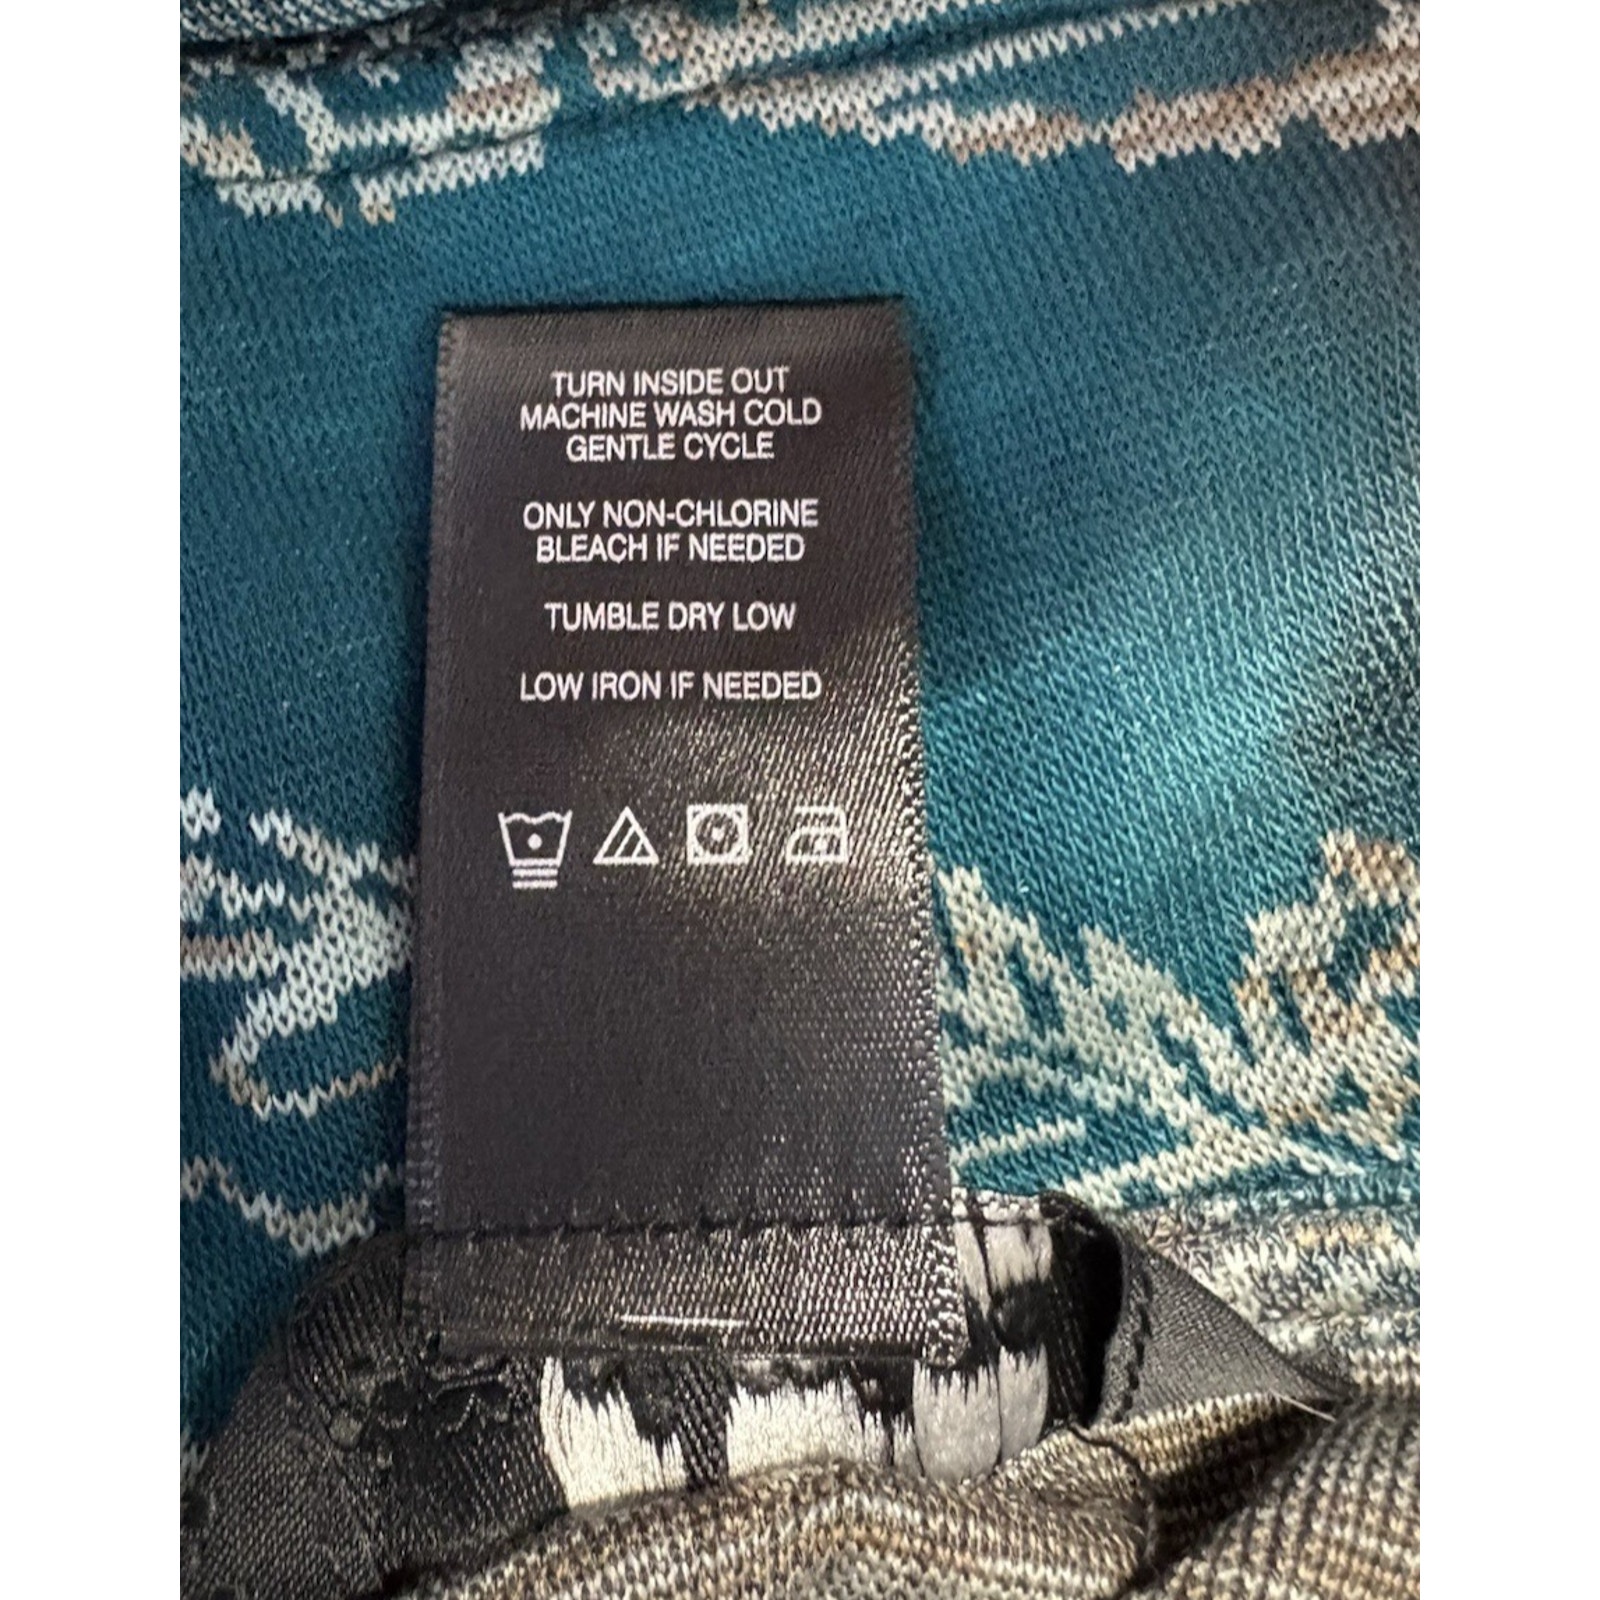 TURN INSIDE OUT
MACHINE WASH COLD
GENTLE CYCLE
ONLY NON-CHLORINE
BLEACH IF NEEDED
TUMBLE DRY LOW
LOW IRON IF NEEDED